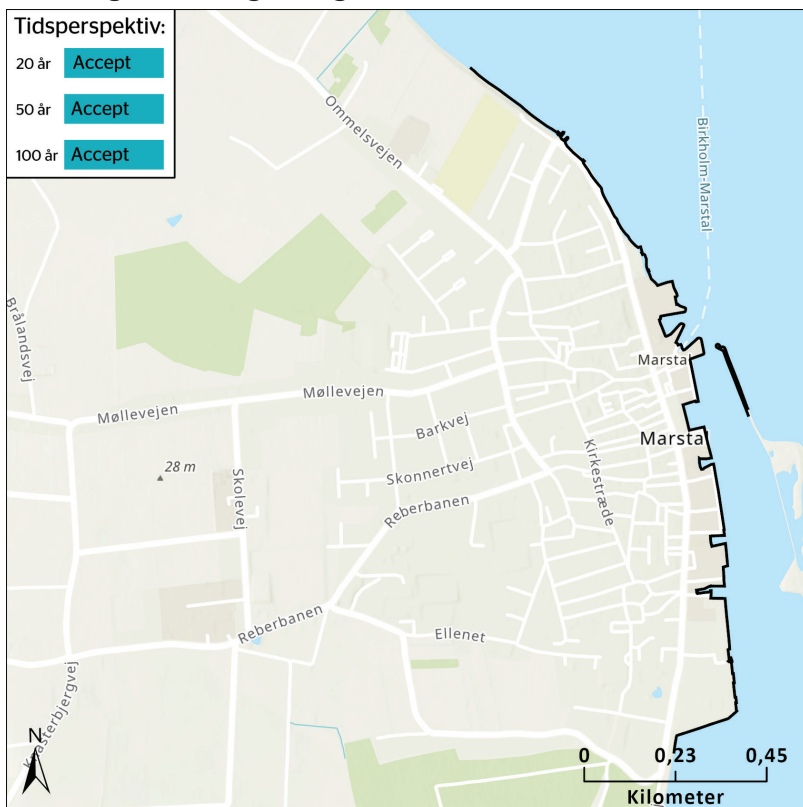 Tidsperspektiv:
20 år Accept
50 år Accept
100 år Accept
Ommelsvejen
Birkholm-Marstal
Brålandsvej
Marstal
Møllevejen
Møllevejen
Barkvej
Marsta
Kirkestræde
28 m
Skonnertvej
Skolevej
Reberbanen
Reberbanen
Ellenet
Knasterbjergvej
N
0 0,23 0,45
Kilometer